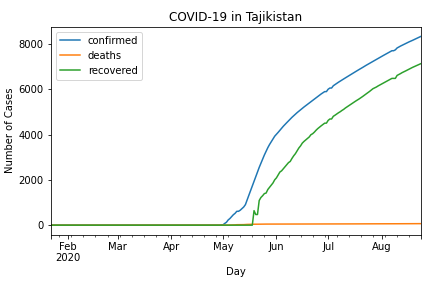 COVID-19 in Tajikistan
confirmed
deaths
recovered
8000
6000
4000
2000
0
Number of Cases
Feb Mar Apr May Jun Jul Aug
2020
Day